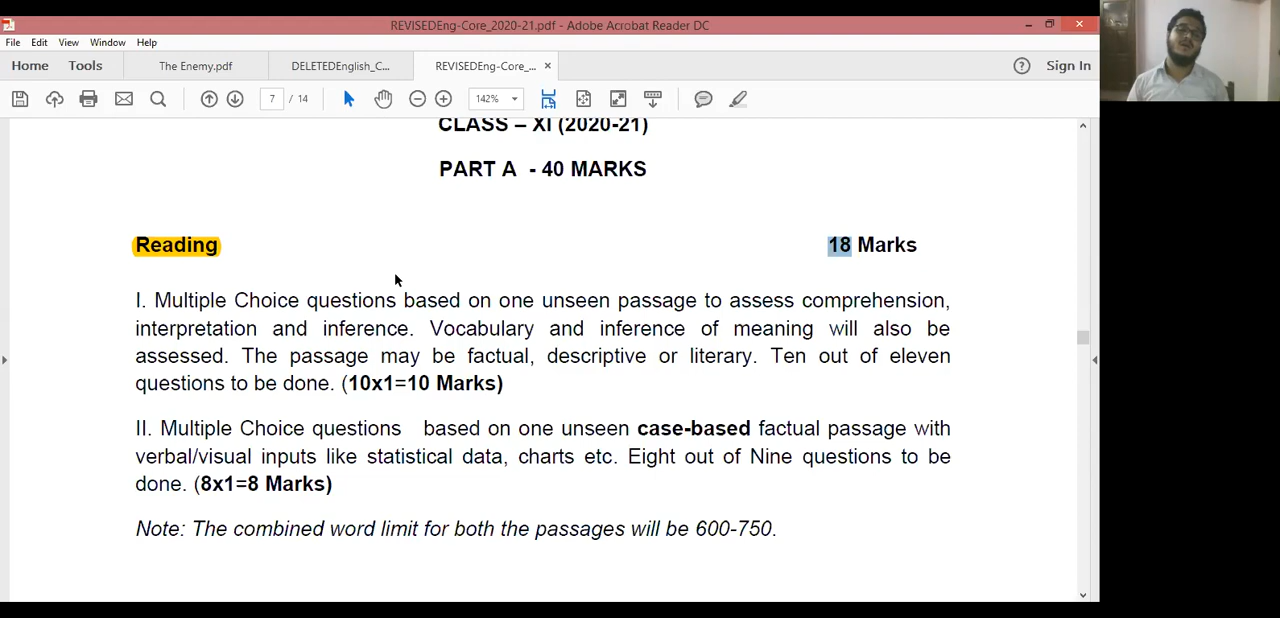 REVISEDEng-Core_2020-21.pdf - Adobe Acrobat Reader DC
File Edit View Window Help
Home Tools The Enemy.pdf DELETEDEnglish_C... REVISEDEng-Core_... × Sign In
7 / 14 142%
CLASS – XI (2020-21)
PART A - 40 MARKS
Reading 18 Marks
I. Multiple Choice questions based on one unseen passage to assess comprehension,
interpretation and inference. Vocabulary and inference of meaning will also be
assessed. The passage may be factual, descriptive or literary. Ten out of eleven
questions to be done. (10x1=10 Marks)
II. Multiple Choice questions based on one unseen case-based factual passage with
verbal/visual inputs like statistical data, charts etc. Eight out of Nine questions to be
done. (8x1=8 Marks)
Note: The combined word limit for both the passages will be 600-750.